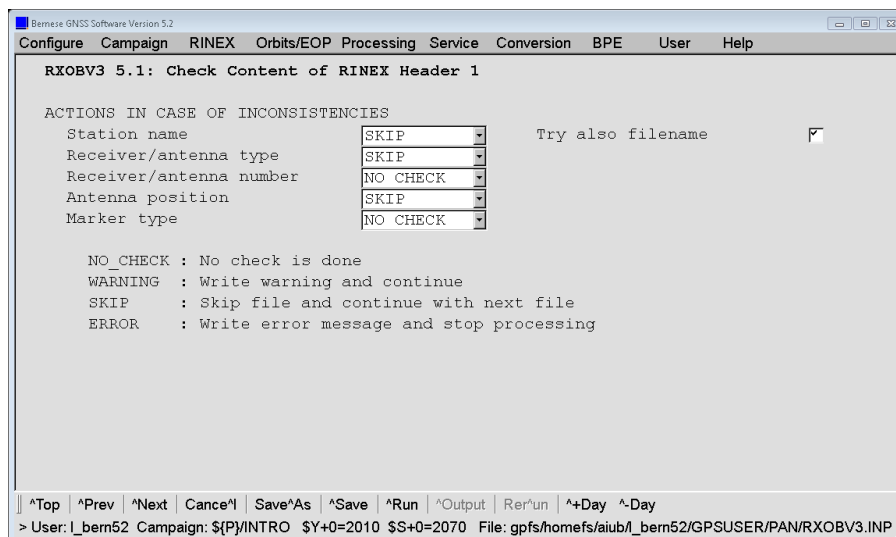 Bernese GNSS Software Version 5.2
Configure Campaign RINEX Orbits/EOP Processing Service Conversion BPE User Help
RXOBV3 5.1: Check Content of RINEX Header 1
ACTIONS IN CASE OF INCONSISTENCIES
Station name SKIP Try also filename
Receiver/antenna type SKIP
Receiver/antenna number NO CHECK
Antenna position SKIP
Marker type NO CHECK
NO_CHECK : No check is done
WARNING : Write warning and continue
SKIP : Skip file and continue with next file
ERROR : Write error message and stop processing
^Top ^Prev ^Next Cance^l Save^As ^Save ^Run ^Output Rer^un ^+Day ^-Day
> User: l_bern52 Campaign: ${P}/INTRO $Y+0=2010 $S+0=2070 File: gpfs/homefs/aiub/l_bern52/GPSUSER/PAN/RXOBV3.INP